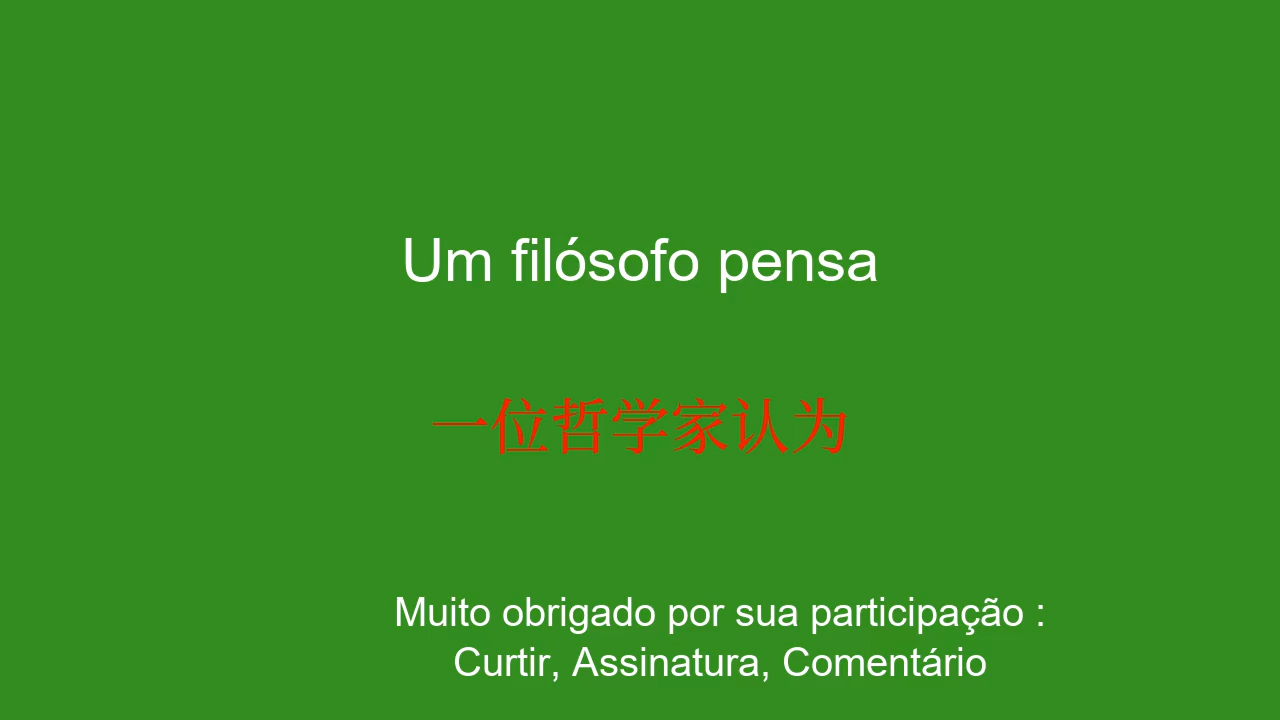 Um filósofo pensa
一位哲学家认为
Muito obrigado por sua participação :
Curtir, Assinatura, Comentário